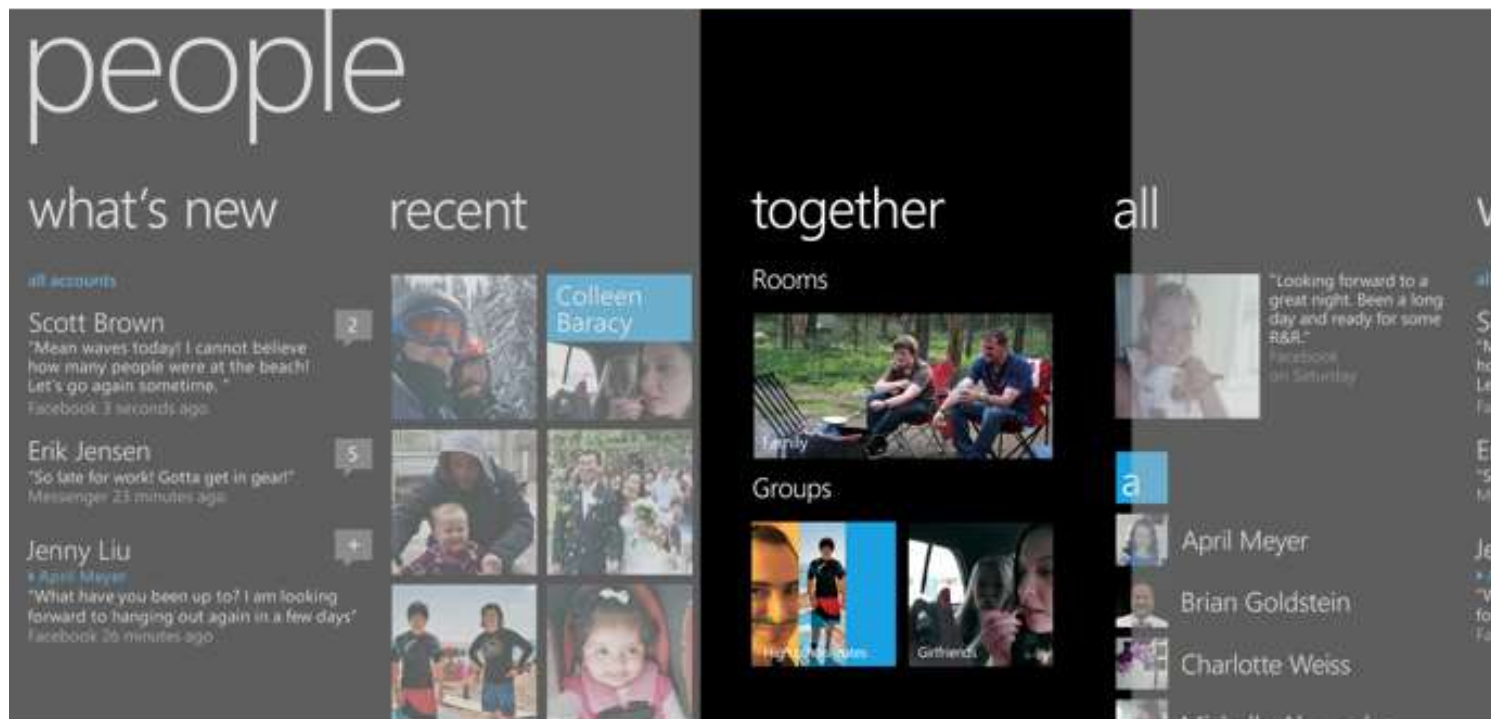 people
what's new
all accounts
Scott Brown
2
"Mean waves today! I cannot believe
how many people were at the beach!
Let's go again sometime. "
Facebook 3 seconds ago
Erik Jensen
5
"So late for work! Gotta get in gear!"
Messenger 23 minutes ago
Jenny Liu
+
April Meyer
"What have you been up to? I am looking
forward to hanging out again in a few days"
Facebook 26 minutes ago
recent
Colleen
Baracy
together
Rooms
Family
Groups
High school mates
Girlfriends
all
"Looking forward to a
great night. Been a long
day and ready for some
R&R."
Facebook
on Saturday
a
April Meyer
Brian Goldstein
Charlotte Weiss